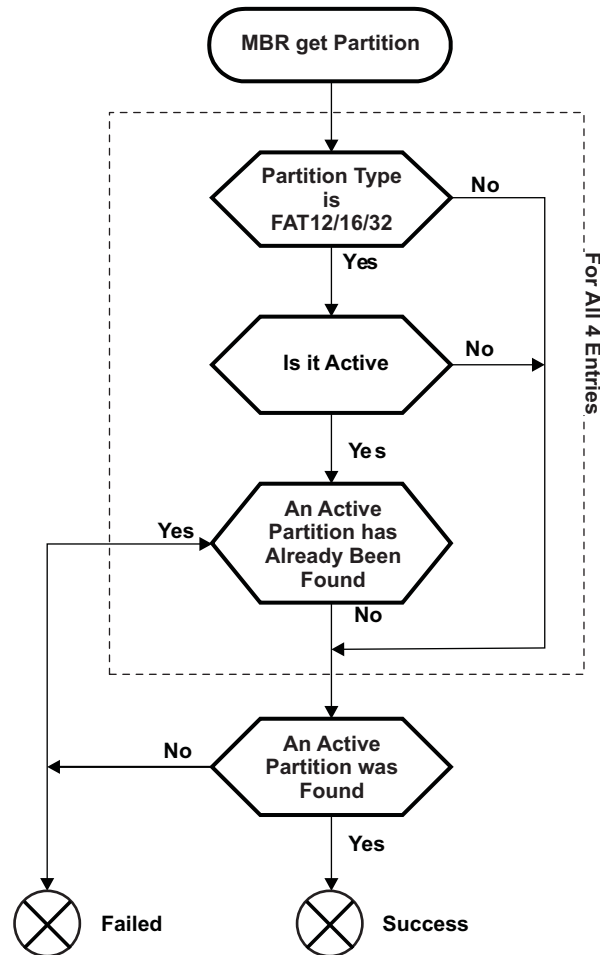 MBR get Partition
Partition Type
is
FAT12/16/32
No
Yes
Is it Active
No
Yes
For All 4 Entries
An Active
Partition has
Already Been
Found
Yes
No
An Active
Partition was
Found
No
Yes
Failed
Success